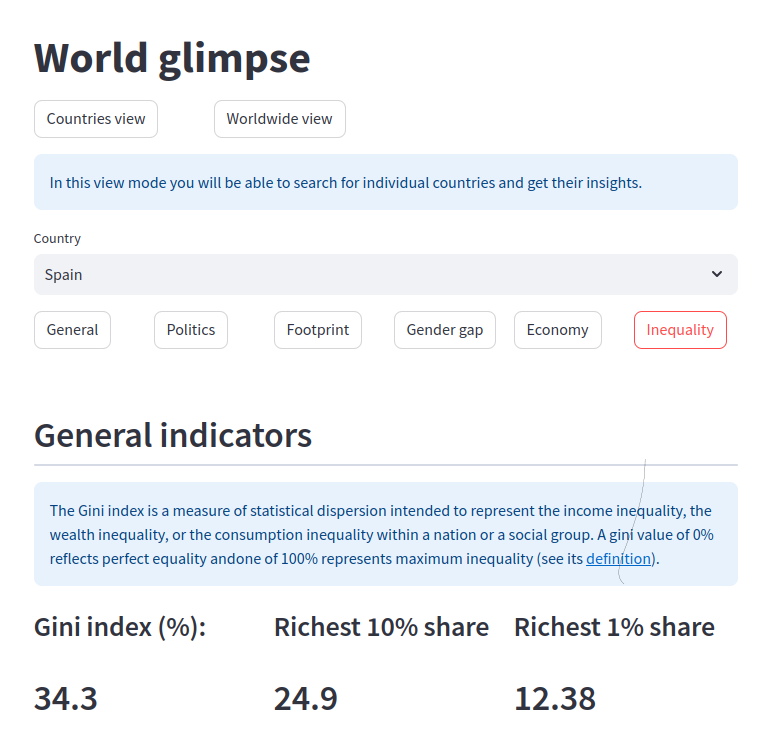 World glimpse
Countries view Worldwide view
In this view mode you will be able to search for individual countries and get their insights.
Country
Spain
General Politics Footprint Gender gap Economy Inequality
General indicators
The Gini index is a measure of statistical dispersion intended to represent the income inequality, the
wealth inequality, or the consumption inequality within a nation or a social group. A gini value of 0%
reflects perfect equality andone of 100% represents maximum inequality (see its definition).
Gini index (%): Richest 10% share Richest 1% share
34.3 24.9 12.38